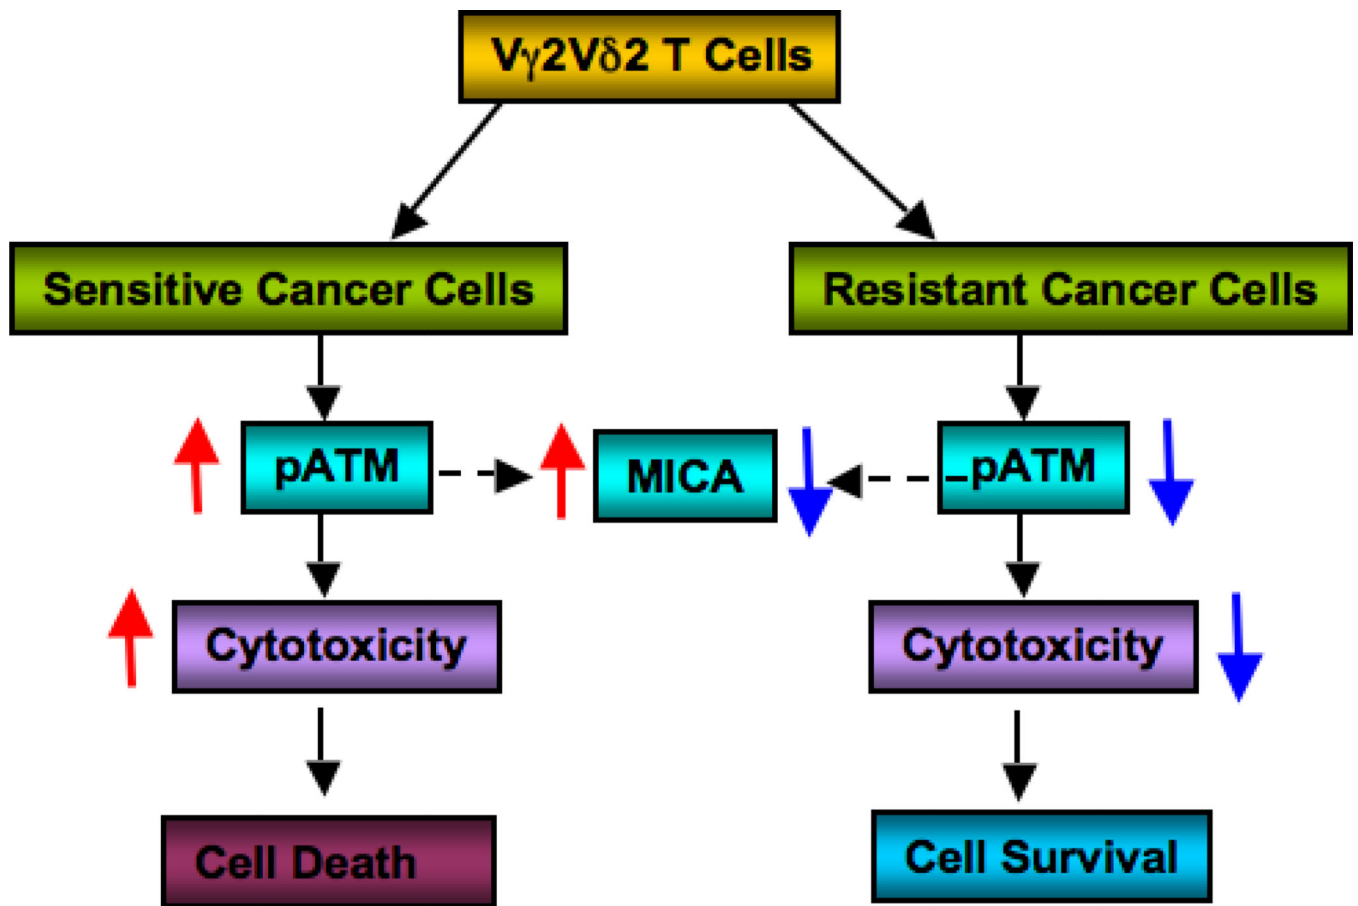 Vγ2Vδ2 T Cells
Sensitive Cancer Cells
Resistant Cancer Cells
pATM
MICA
pATM
Cytotoxicity
Cytotoxicity
Cell Death
Cell Survival